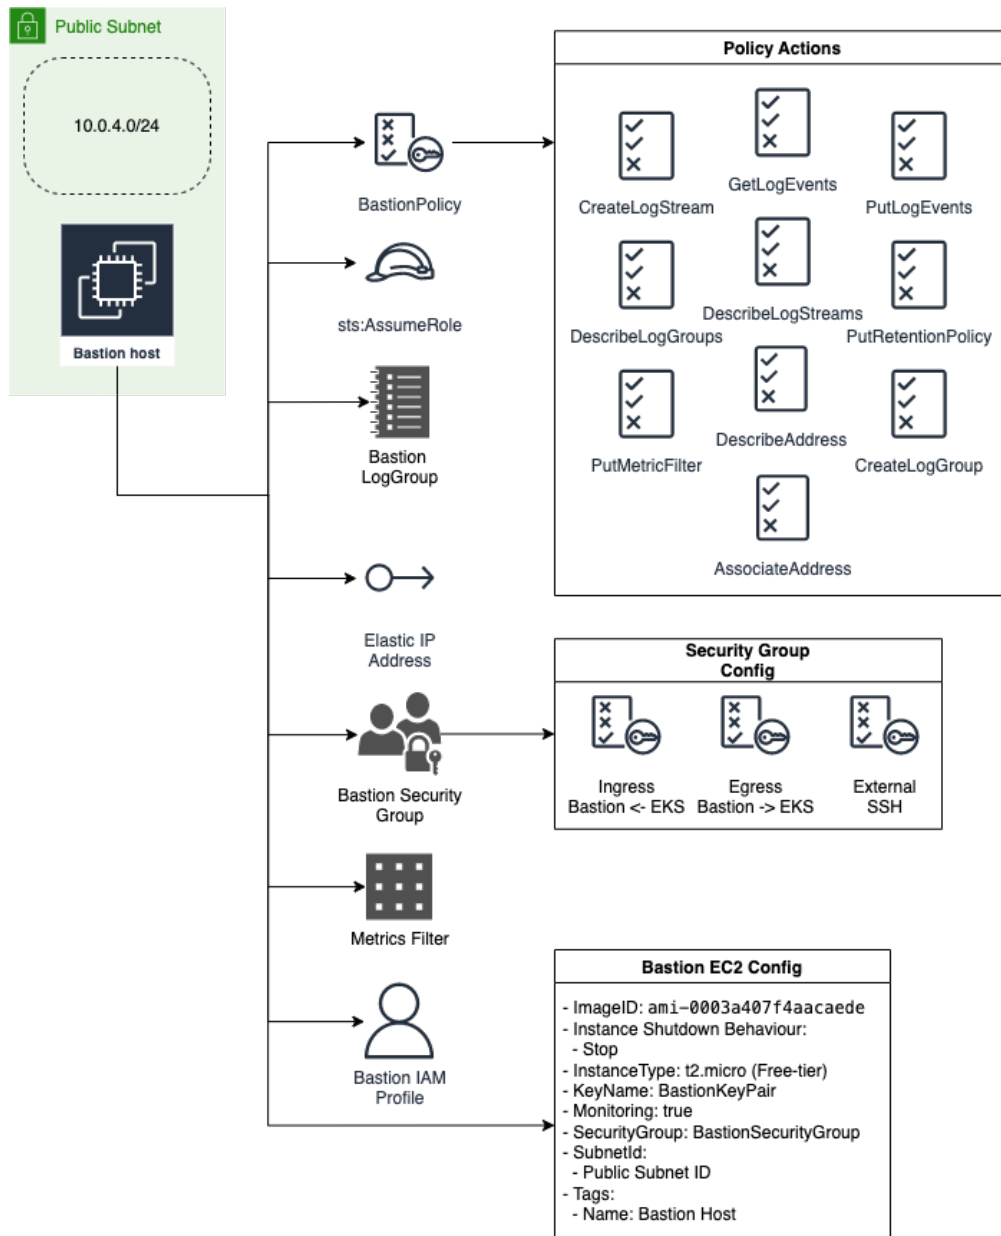 Public Subnet
10.0.4.0/24
Bastion host
BastionPolicy
sts:AssumeRole
Bastion
LogGroup
Elastic IP
Address
Bastion Security
Group
Metrics Filter
Bastion IAM
Profile
Policy Actions
CreateLogStream
GetLogEvents
PutLogEvents
DescribeLogGroups
DescribeLogStreams
PutRetentionPolicy
PutMetricFilter
DescribeAddress
CreateLogGroup
AssociateAddress
Security Group
Config
Ingress
Bastion <- EKS
Egress
Bastion -> EKS
External
SSH
Bastion EC2 Config
- ImageID: ami-0003a407f4aacaede
- Instance Shutdown Behaviour:
- Stop
- InstanceType: t2.micro (Free-tier)
- KeyName: BastionKeyPair
- Monitoring: true
- SecurityGroup: BastionSecurityGroup
- SubnetId:
- Public Subnet ID
- Tags:
- Name: Bastion Host